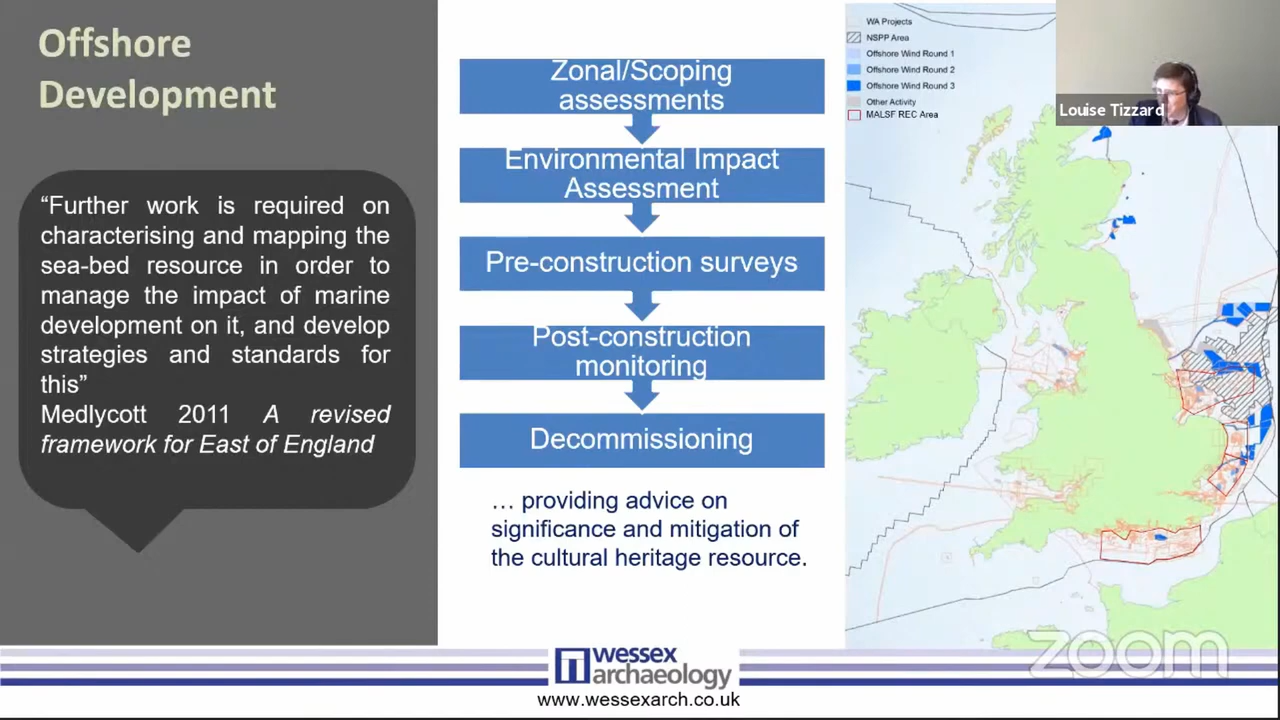 Offshore
Development
“Further work is required on
characterising and mapping the
sea-bed resource in order to
manage the impact of marine
development on it, and develop
strategies and standards for
this”
Medlycott 2011 A revised
framework for East of England
Zonal/Scoping
assessments
Environmental Impact
Assessment
Pre-construction surveys
Post-construction
monitoring
Decommissioning
… providing advice on
significance and mitigation of
the cultural heritage resource.
WA Projects
NSPP Area
Offshore Wind Round 1
Offshore Wind Round 2
Offshore Wind Round 3
Other Activity
MALSF REC Area
Louise Tizzard
wessex
archaeology
www.wessexarch.co.uk
zoom